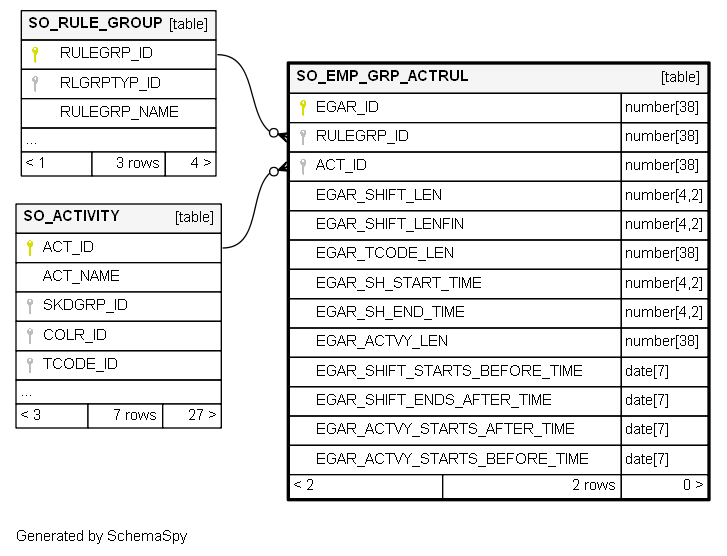 SO_RULE_GROUP [table]
RULEGRP_ID
RLGRPTYP_ID
RULEGRP_NAME
...
< 1 3 rows 4 >
SO_ACTIVITY [table]
ACT_ID
ACT_NAME
SKDGRP_ID
COLR_ID
TCODE_ID
...
< 3 7 rows 27 >
SO_EMP_GRP_ACTRUL [table]
EGAR_ID number[38]
RULEGRP_ID number[38]
ACT_ID number[38]
EGAR_SHIFT_LEN number[4,2]
EGAR_SHIFT_LENFIN number[4,2]
EGAR_TCODE_LEN number[38]
EGAR_SH_START_TIME number[4,2]
EGAR_SH_END_TIME number[4,2]
EGAR_ACTVY_LEN number[38]
EGAR_SHIFT_STARTS_BEFORE_TIME date[7]
EGAR_SHIFT_ENDS_AFTER_TIME date[7]
EGAR_ACTVY_STARTS_AFTER_TIME date[7]
EGAR_ACTVY_STARTS_BEFORE_TIME date[7]
< 2 2 rows 0 >
Generated by SchemaSpy